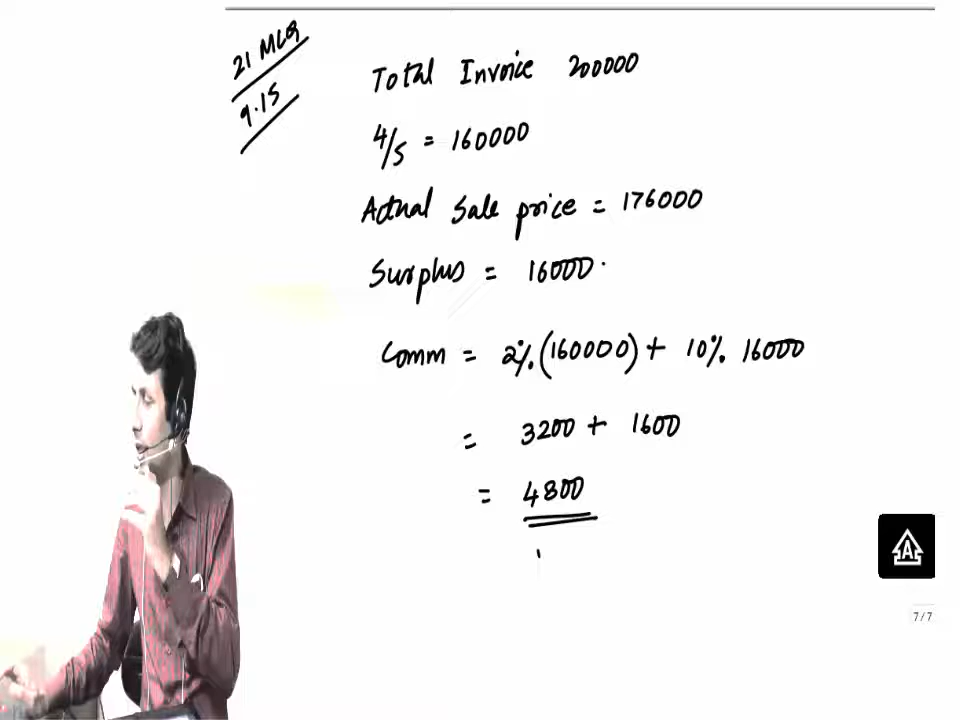 21 MCQ
9.15
Total Invoice 200000
4/5 = 160000
Actual Sale price = 176000
Surplus = 16000
Comm = 2% (160000) + 10% 16000
= 3200 + 1600
= 4800
A
7/7